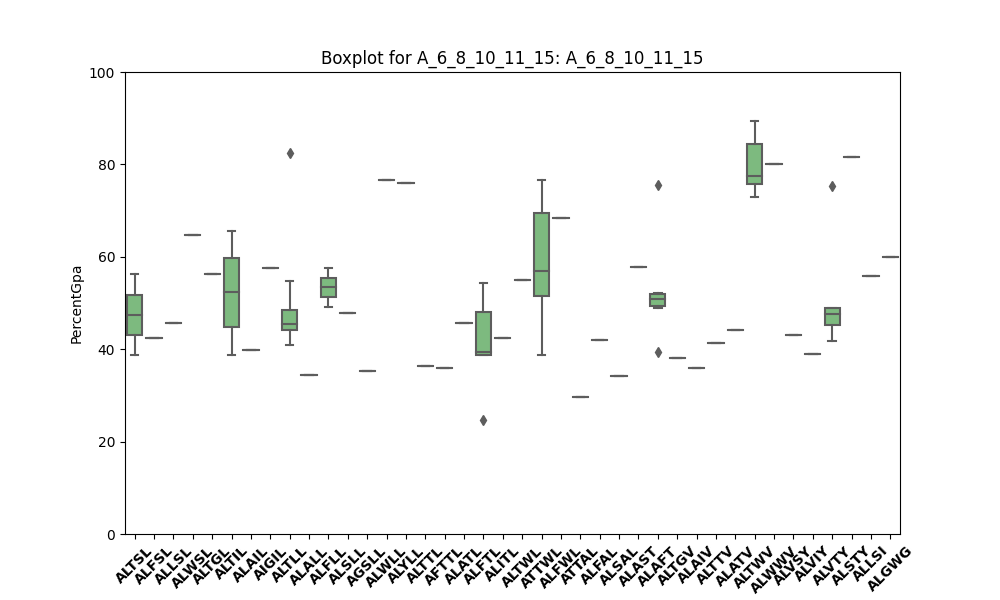 Boxplot for A_6_8_10_11_15: A_6_8_10_11_15
PercentGpa
100
80
60
40
20
0
ALTSL
ALFSL
ALLSL
ALWSL
ALTGL
ALTIL
ALAIL
AIGIL
ALTLL
ALALL
ALFLL
ALSLL
AGSLL
ALWLL
ALYLL
ALTTL
AFTTL
ALATL
ALFTL
ALITL
ALTWL
ATTWL
ALFWL
ATTAL
ALFAL
ALSAL
ALAST
ALAFT
ALTGV
ALAIV
ALTTV
ALATV
ALTWV
ALWWV
ALVSY
ALVIY
ALVTY
ALSTY
ALLSI
ALGWG